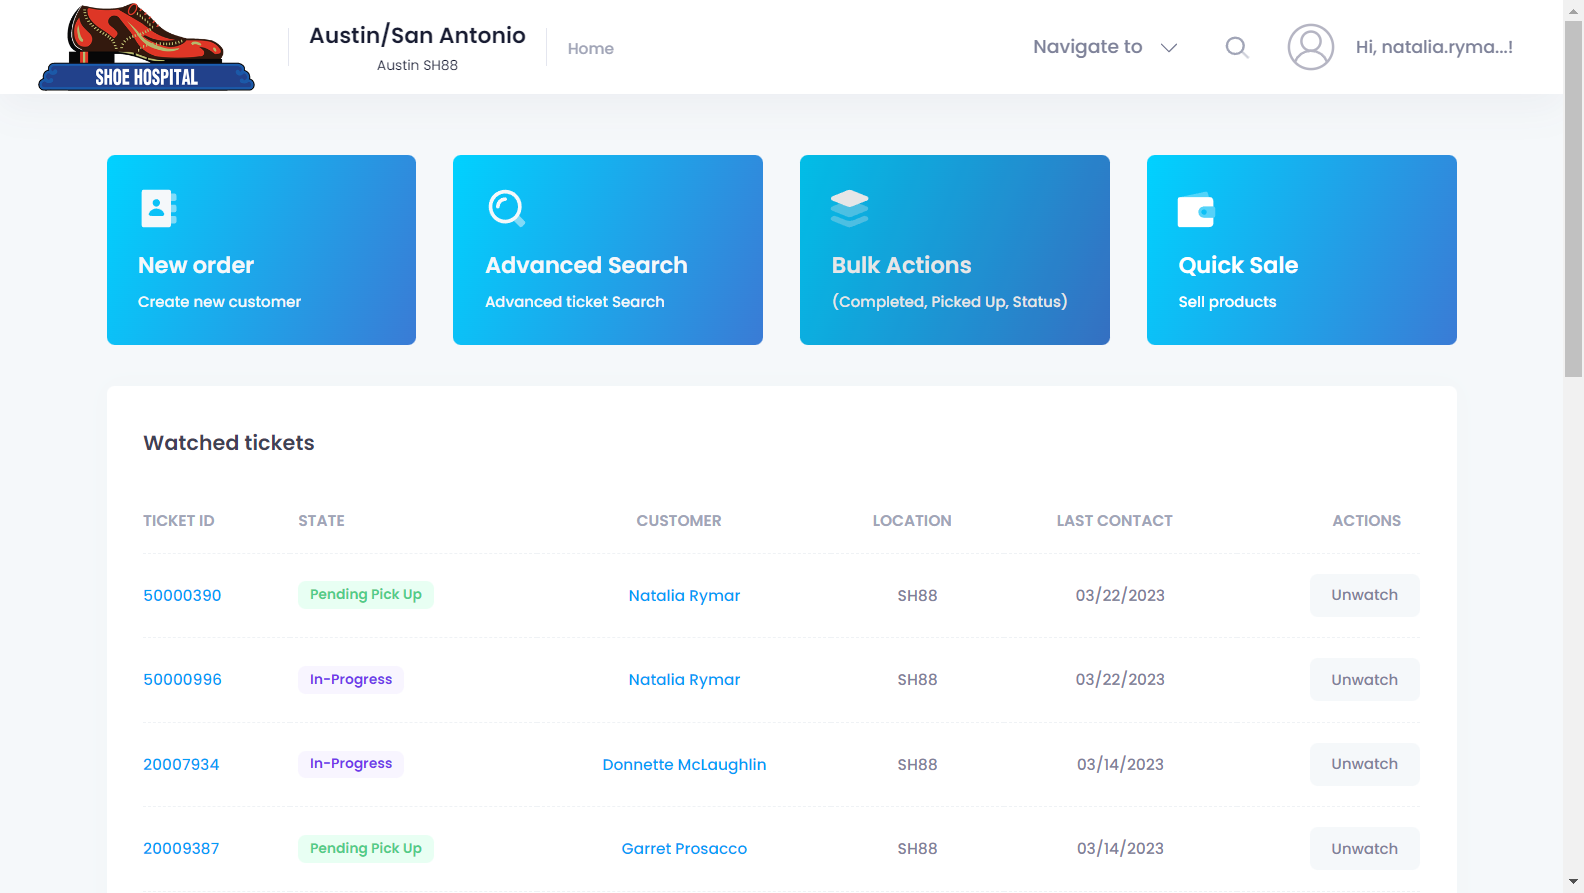 SHOE HOSPITAL
Austin/San Antonio
Austin SH88
Home
Navigate to
Hi, natalia.ryma...!
New order
Create new customer
Advanced Search
Advanced ticket Search
Bulk Actions
(Completed, Picked Up, Status)
Quick Sale
Sell products
Watched tickets
TICKET ID STATE CUSTOMER LOCATION LAST CONTACT ACTIONS
50000390 Pending Pick Up Natalia Rymar SH88 03/22/2023 Unwatch
50000996 In-Progress Natalia Rymar SH88 03/22/2023 Unwatch
20007934 In-Progress Donnette McLaughlin SH88 03/14/2023 Unwatch
20009387 Pending Pick Up Garret Prosacco SH88 03/14/2023 Unwatch